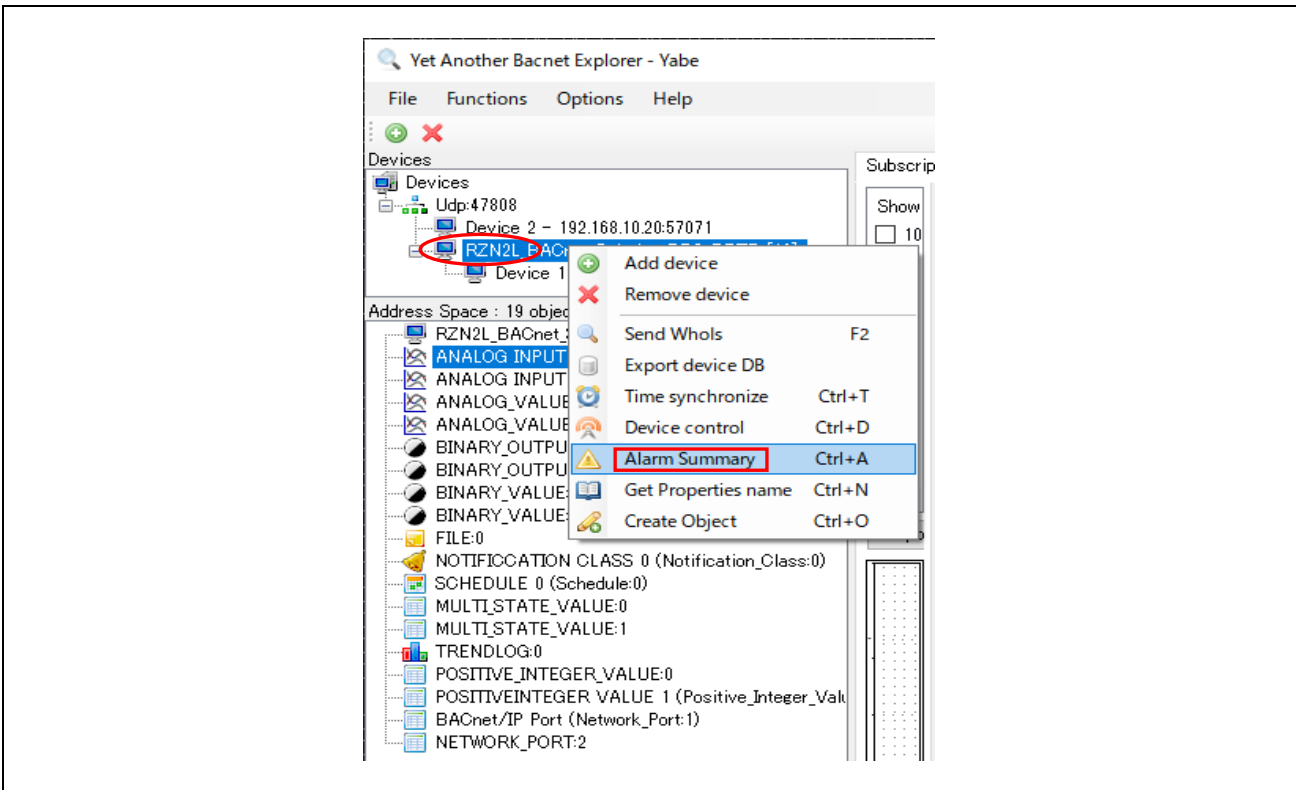 Yet Another Bacnet Explorer - Yabe
File Functions Options Help
Devices
Devices
Udp:47808
Device 2 - 192.168.10.20:57071
Device 1
Address Space : 19
RZN2L_BACnet
ANALOG INPUT
ANALOG INPUT
ANALOG_VALUE
ANALOG_VALUE
BINARY_OUTPU
BINARY_OUTPU
BINARY_VALUE:
BINARY_VALUE:
FILE:0
NOTIFICCATION CLASS 0 (Notification_Class:0)
SCHEDULE 0 (Schedule:0)
MULTI_STATE_VALUE:0
MULTI_STATE_VALUE:1
TRENDLOG:0
POSITIVE_INTEGER_VALUE:0
POSITIVEINTEGER VALUE 1 (Positive_Integer_Valu
BACnet/IP Port (Network_Port:1)
NETWORK_PORT:2
Add device
Remove device
Send WhoIs F2
Export device DB
Time synchronize Ctrl+T
Device control Ctrl+D
Alarm Summary Ctrl+A
Get Properties name Ctrl+N
Create Object Ctrl+O
Subscrip
Show
10